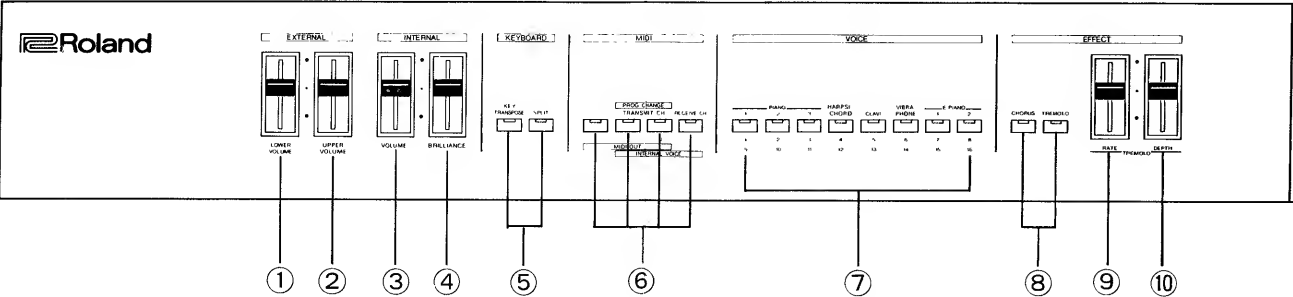 Roland
EXTERNAL INTERNAL KEYBOARD MIDI VOICE EFFECT
KEY TRANSPOSE SPLIT
PROG CHANGE
TRANSMIT CH RECEIVE CH
PIANO HARPSI CHORD CLAVI VIBRA PHONE E PIANO
1 2 3 1 2
CHORUS TREMOLO
LOWER VOLUME UPPER VOLUME VOLUME BRILLIANCE
MIDI OUT
INTERNAL VOICE
1 2 3 4 5 6 7 8
9 10 11 12 13 14 15 16
RATE TREMOLO DEPTH
① ② ③ ④ ⑤ ⑥ ⑦ ⑧ ⑨ ⑩